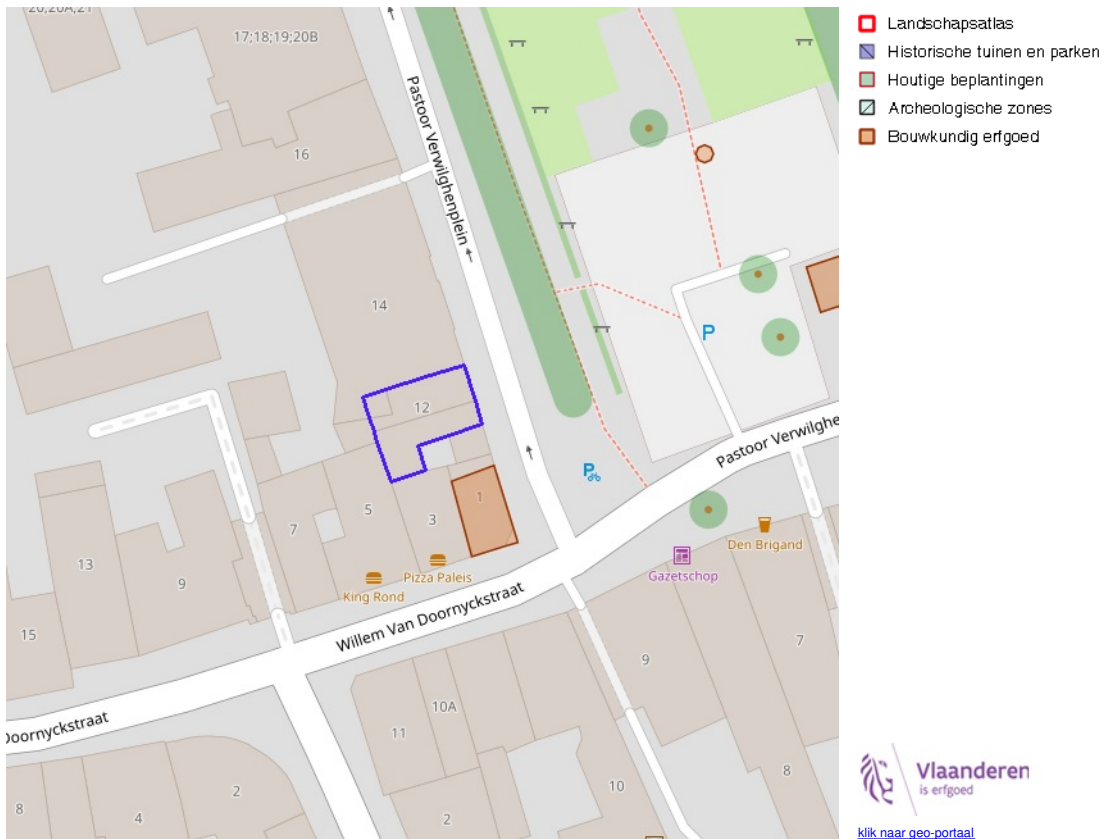 20,20A,21
17;18;19;20B
16
Pastoor Verwilghenplein
14
12
P
P
Pastoor Verwilghe
1
5
3
7
13
9
15
Pizza Paleis
King Rond
Den Brigand
Gazetschop
Willem Van Doornyckstraat
Doornyckstraat
9
7
10A
11
8
10
2
8
4
2
Landschapsatlas
Historische tuinen en parken
Houtige beplantingen
Archeologische zones
Bouwkundig erfgoed
Vlaanderen
is erfgoed
klik naar geo-portaal